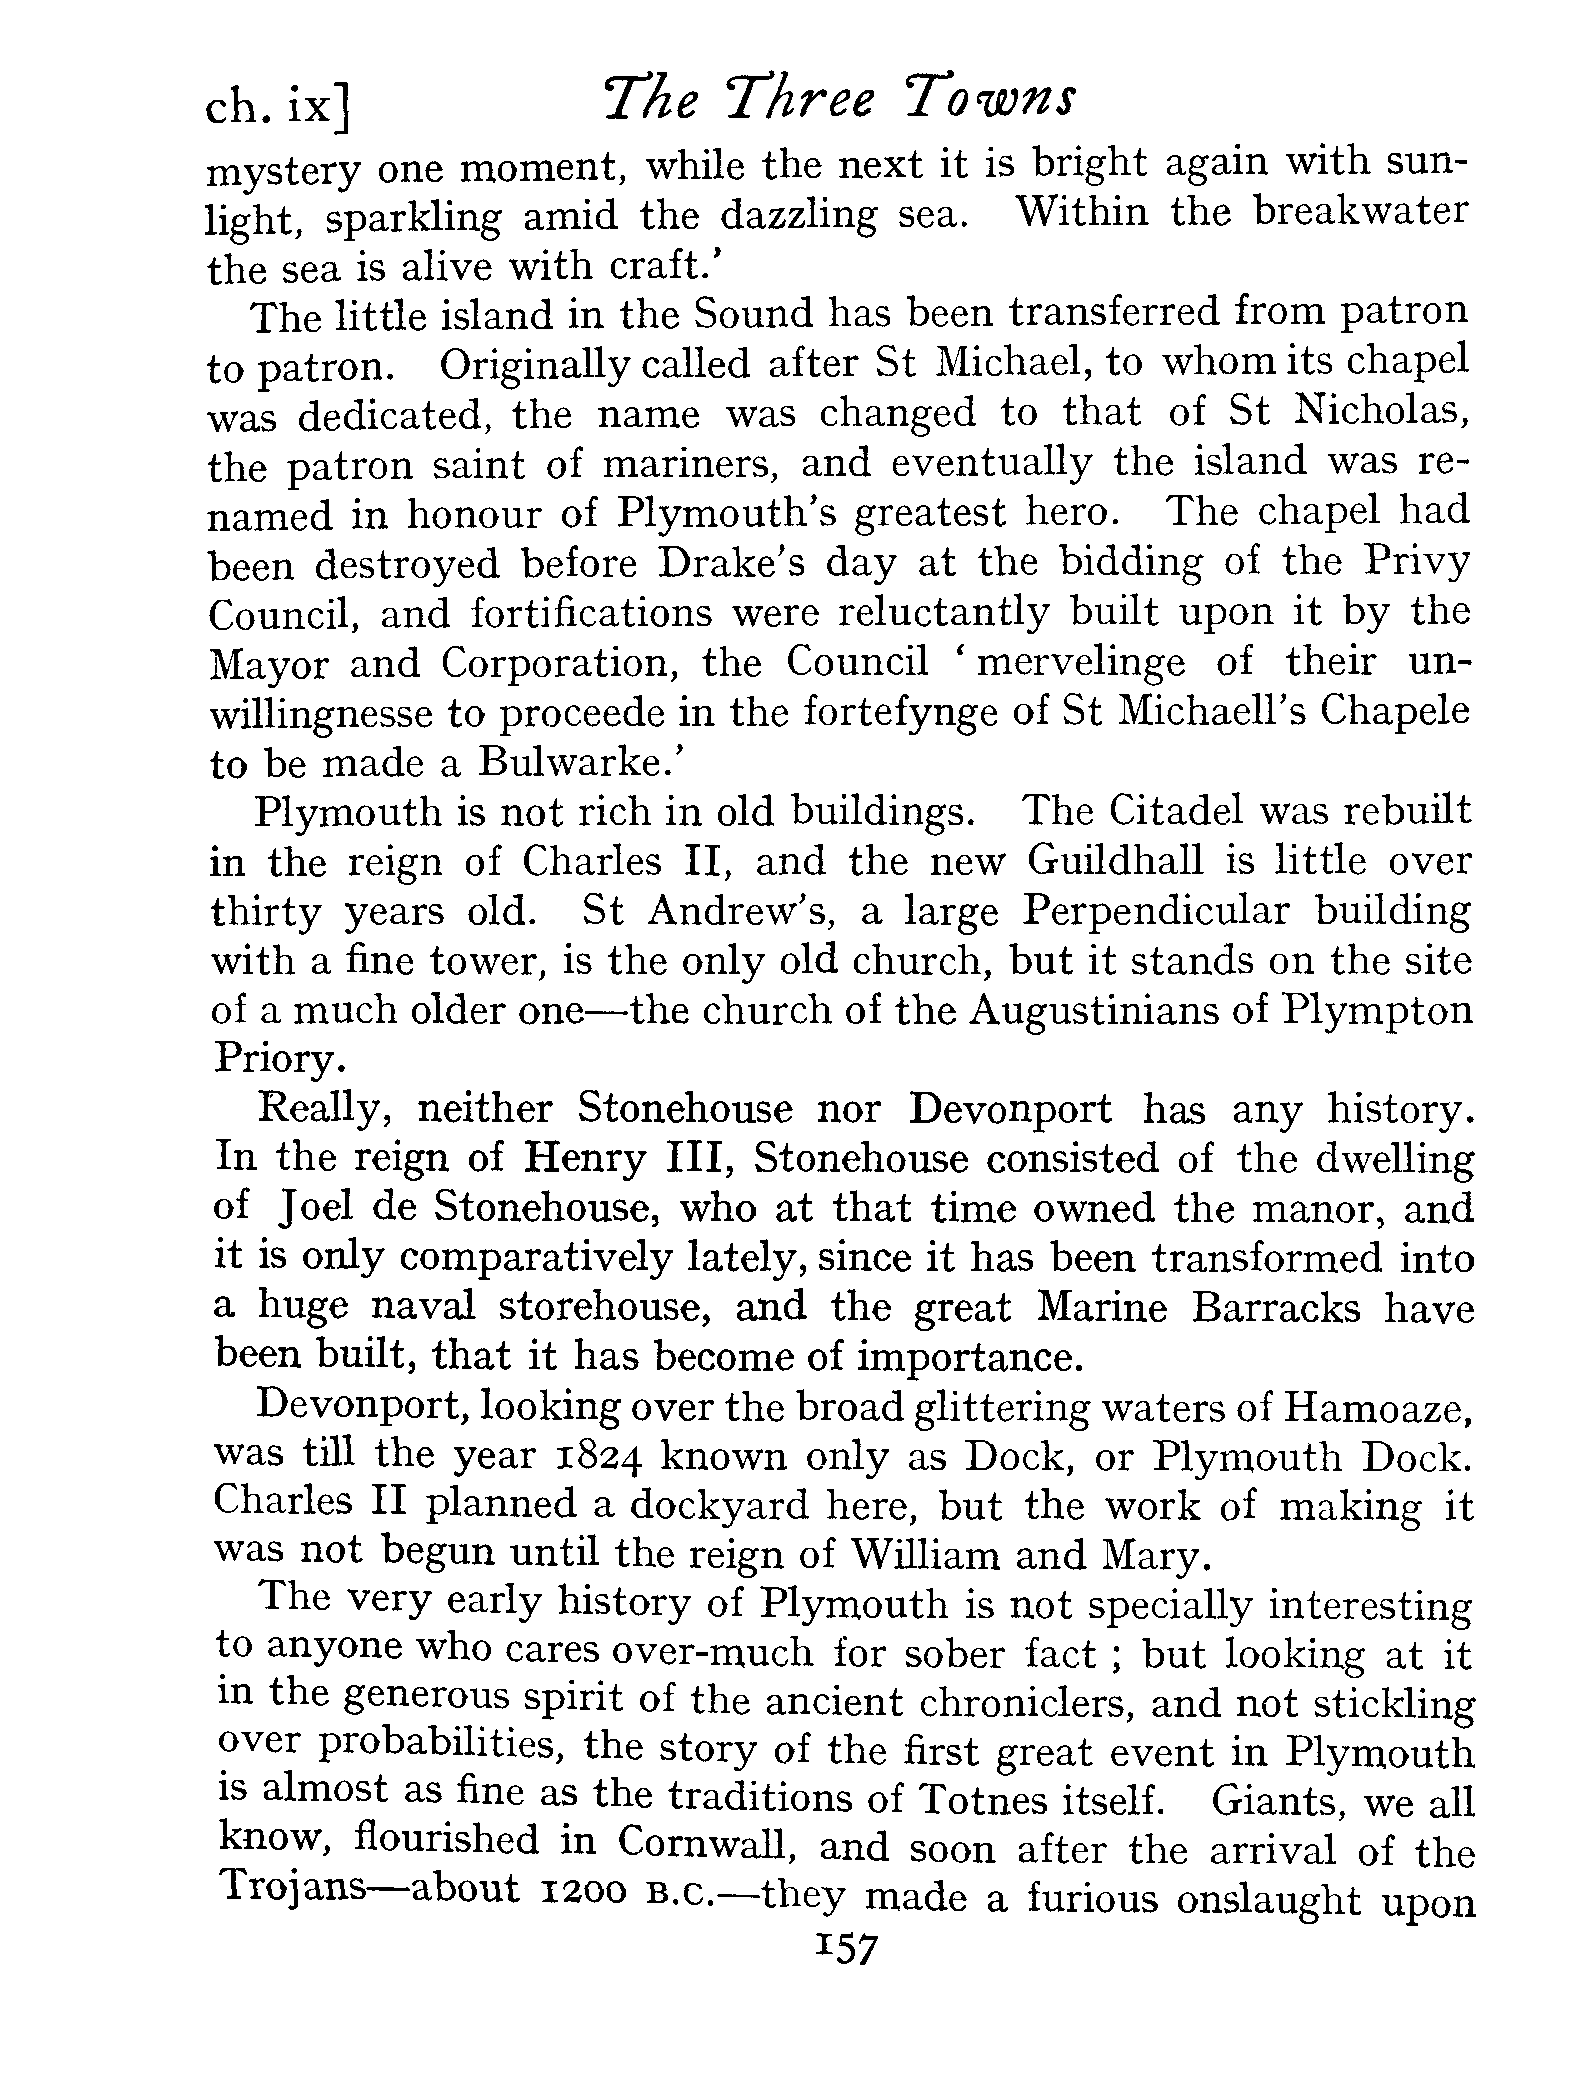 ch. ix] The Three Towns
mystery one moment, while the next it is bright again with sun-
light, sparkling amid the dazzling sea. Within the breakwater
the sea is alive with craft.'
The little island in the Sound has been transferred from patron
to patron. Originally called after St Michael, to whom its chapel
was dedicated, the name was changed to that of St Nicholas,
the patron saint of mariners, and eventually the island was re-
named in honour of Plymouth's greatest hero. The chapel had
been destroyed before Drake's day at the bidding of the Privy
Council, and fortifications were reluctantly built upon it by the
Mayor and Corporation, the Council ' mervelinge of their un-
willingnesse to proceede in the fortefynge of St Michaell's Chapele
to be made a Bulwarke.'
Plymouth is not rich in old buildings. The Citadel was rebuilt
in the reign of Charles II, and the new Guildhall is little over
thirty years old. St Andrew's, a large Perpendicular building
with a fine tower, is the only old church, but it stands on the site
of a much older one—the church of the Augustinians of Plympton
Priory.
Really, neither Stonehouse nor Devonport has any history.
In the reign of Henry III, Stonehouse consisted of the dwelling
of Joel de Stonehouse, who at that time owned the manor, and
it is only comparatively lately, since it has been transformed into
a huge naval storehouse, and the great Marine Barracks have
been built, that it has become of importance.
Devonport, looking over the broad glittering waters of Hamoaze,
was till the year 1824 known only as Dock, or Plymouth Dock.
Charles II planned a dockyard here, but the work of making it
was not begun until the reign of William and Mary.
The very early history of Plymouth is not specially interesting
to anyone who cares over-much for sober fact ; but looking at it
in the generous spirit of the ancient chroniclers, and not stickling
over probabilities, the story of the first great event in Plymouth
is almost as fine as the traditions of Totnes itself. Giants, we all
know, flourished in Cornwall, and soon after the arrival of the
Trojans—about 1200 B.C.—they made a furious onslaught upon
157